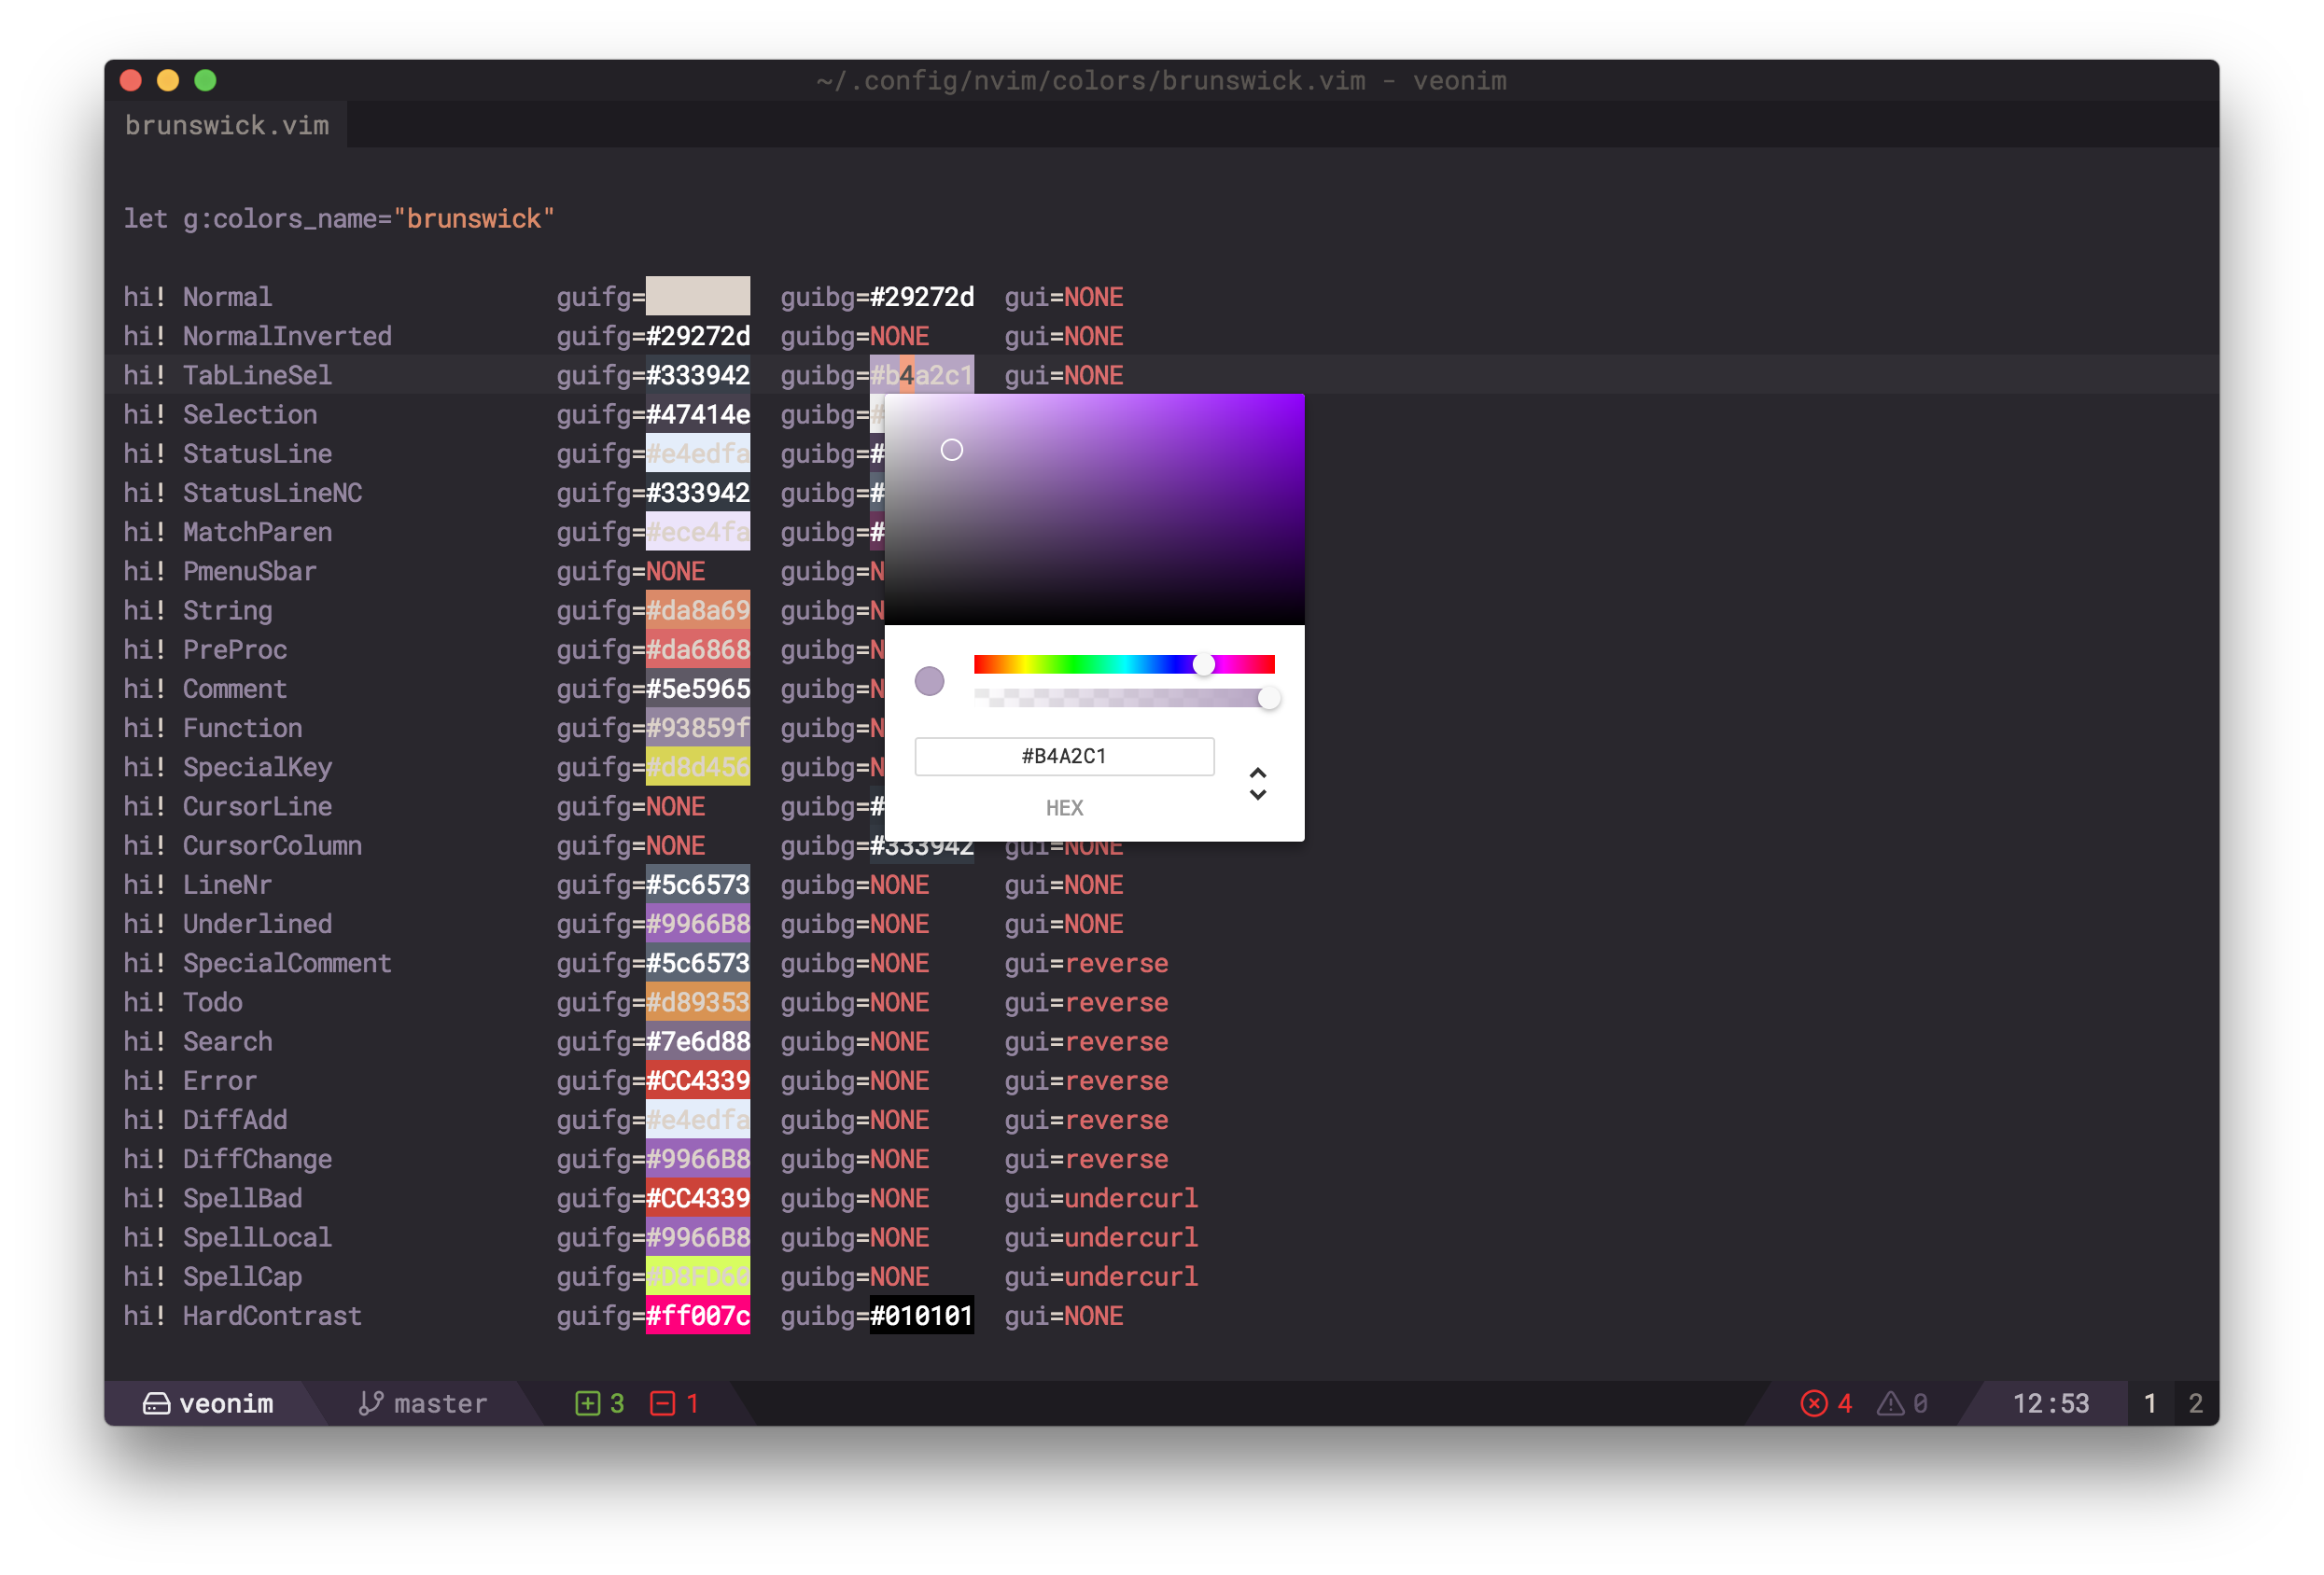 ~/.config/nvim/colors/brunswick.vim - veonim
brunswick.vim
let g:colors_name="brunswick"
hi! Normal guifg= guibg=#29272d gui=NONE
hi! NormalInverted guifg=#29272d guibg=NONE gui=NONE
hi! TabLineSel guifg=#333942 guibg=#b4a2c1 gui=NONE
hi! Selection guifg=#47414e guibg=#
hi! StatusLine guifg=#e4edfa guibg=#
hi! StatusLineNC guifg=#333942 guibg=#
hi! MatchParen guifg=#ece4fa guibg=#
hi! PmenuSbar guifg=NONE guibg=N
hi! String guifg=#da8a69 guibg=N
hi! PreProc guifg=#da6868 guibg=N
hi! Comment guifg=#5e5965 guibg=N
hi! Function guifg=#93859f guibg=N
hi! SpecialKey guifg=#d8d456 guibg=N
hi! CursorLine guifg=NONE guibg=#
hi! CursorColumn guifg=NONE guibg=#333942 gui=NONE
hi! LineNr guifg=#5c6573 guibg=NONE gui=NONE
hi! Underlined guifg=#9966B8 guibg=NONE gui=NONE
hi! SpecialComment guifg=#5c6573 guibg=NONE gui=reverse
hi! Todo guifg=#d89353 guibg=NONE gui=reverse
hi! Search guifg=#7e6d88 guibg=NONE gui=reverse
hi! Error guifg=#CC4339 guibg=NONE gui=reverse
hi! DiffAdd guifg=#e4edfa guibg=NONE gui=reverse
hi! DiffChange guifg=#9966B8 guibg=NONE gui=reverse
hi! SpellBad guifg=#CC4339 guibg=NONE gui=undercurl
hi! SpellLocal guifg=#9966B8 guibg=NONE gui=undercurl
hi! SpellCap guifg=#D8FD60 guibg=NONE gui=undercurl
hi! HardContrast guifg=#ff007c guibg=#010101 gui=NONE
#B4A2C1
HEX
veonim master 3 1 4 0 12:53 1 2